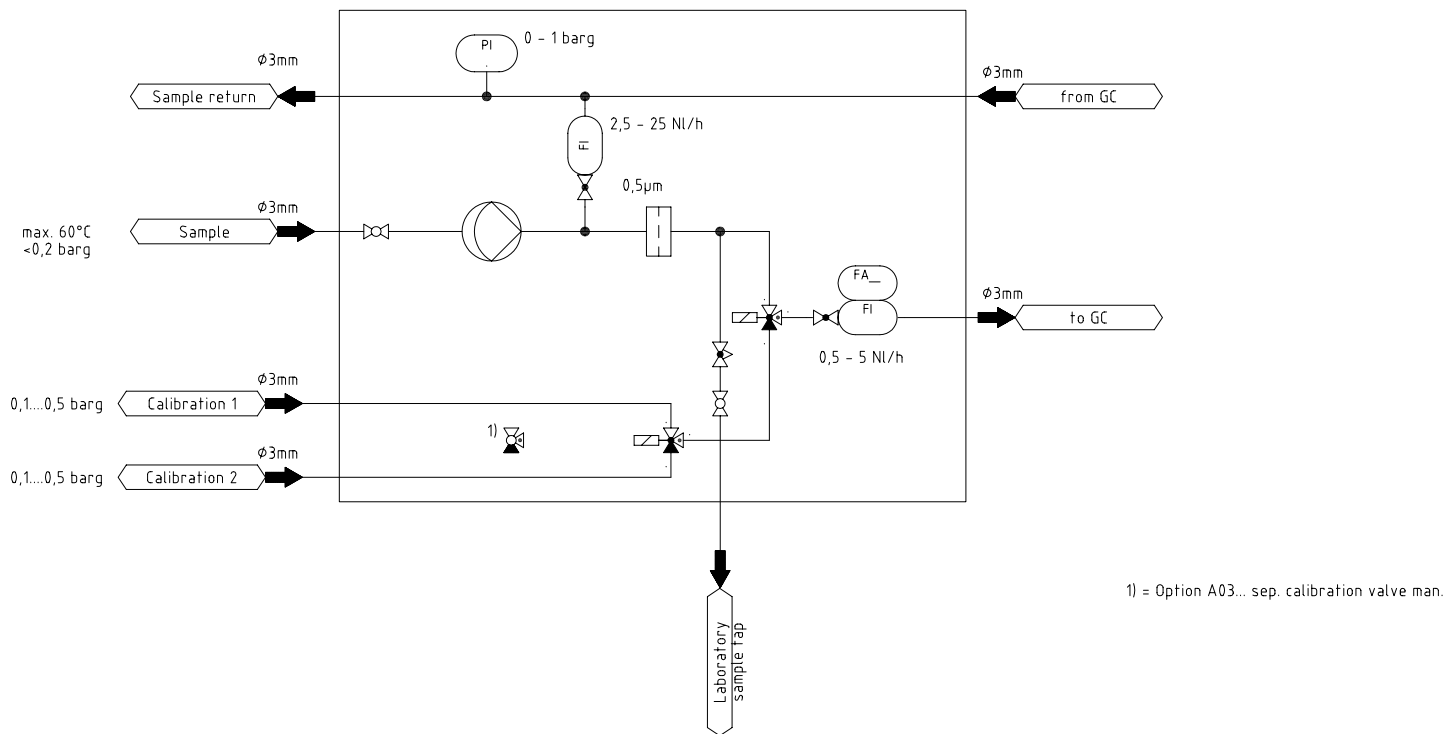 0 - 1 barg
PI
ϕ3mm
ϕ3mm
Sample return
from GC
2,5 - 25 Nl/h
FI
0,5µm
ϕ3mm
max. 60°C
<0,2 barg
Sample
FA_
ϕ3mm
FI
to GC
0,5 - 5 Nl/h
ϕ3mm
0,1....0,5 barg
Calibration 1
1)
ϕ3mm
0,1....0,5 barg
Calibration 2
Laboratory
sample tap
1) = Option A03... sep. calibration valve man.